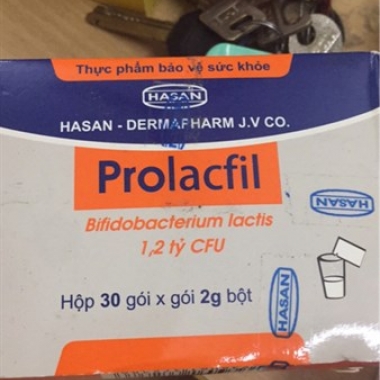 Thực phẩm bảo vệ sức khỏe
HASAN
HASAN - DERMAPHARM J.V CO.
Prolacfil
Bifidobacterium lactis
1,2 tỷ CFU
HASAN
HASAN
Hộp 30 gói x gói 2g bột